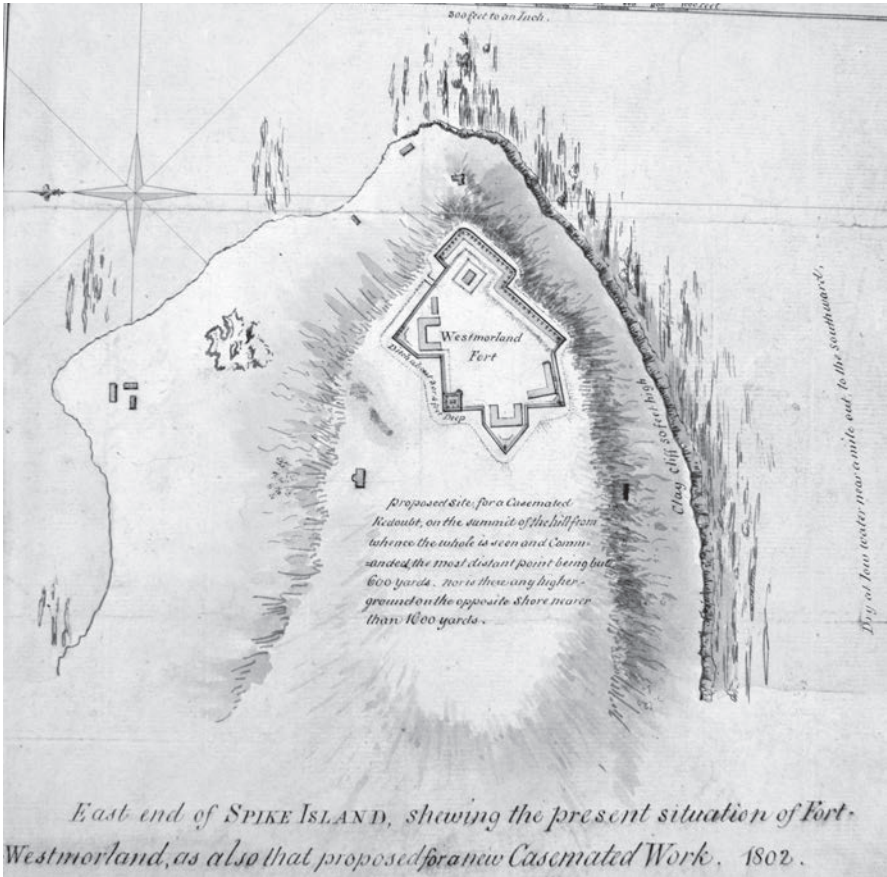 300 feet to an Inch.
Westmorland
Fort
Ditch about
Deep
Clay cliff 50 feet high
Dry at low water near a mile out to the southward.
proposed site, for a Casemated
Redoubt, on the summit of the hill from
whence the whole is seen and Comm-
-anded the most distant point being but
600 yards. nor is there any higher
ground on the opposite Shore nearer
than 1600 yards.
East end of SPIKE ISLAND, shewing the present situation of Fort-
Westmorland, as also that proposed for a new Casemated Work. 1802.